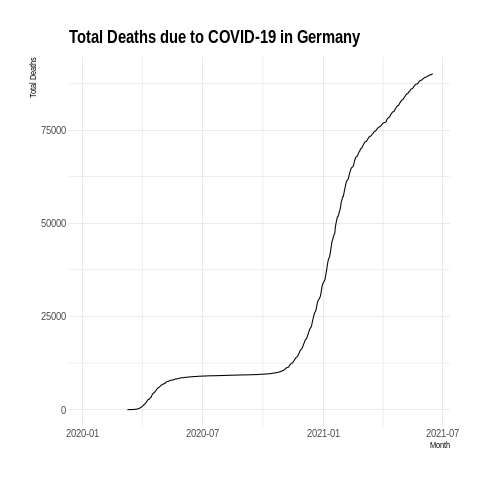 Total Deaths due to COVID-19 in Germany
Total Deaths
75000
50000
25000
0
2020-01 2020-07 2021-01 2021-07
Month